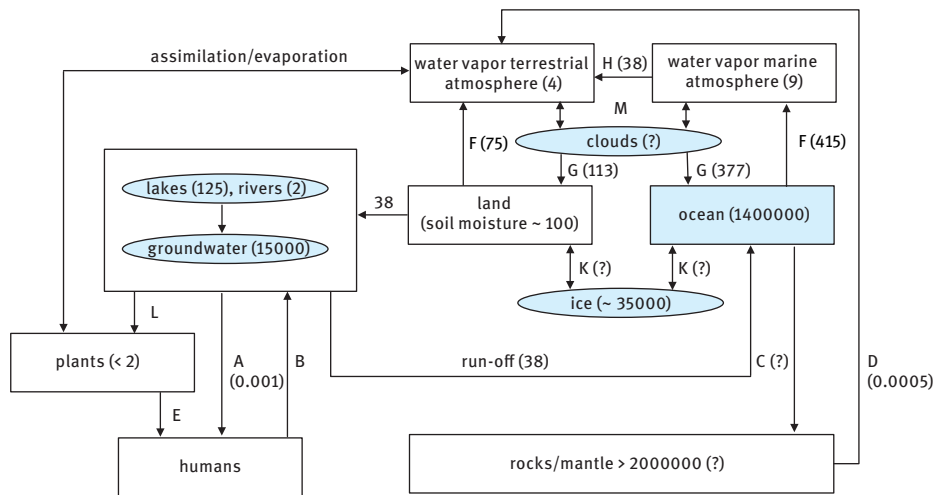 assimilation/evaporation
water vapor terrestrial
atmosphere (4)
H (38)
water vapor marine
atmosphere (9)
M
clouds (?)
F (75)
F (415)
G (113)
G (377)
lakes (125), rivers (2)
groundwater (15000)
38
land
(soil moisture ~ 100)
ocean (1400000)
K (?)
K (?)
ice (~ 35000)
L
plants (< 2)
A
(0.001)
B
run-off (38)
C (?)
D
(0.0005)
E
humans
rocks/mantle > 2000000 (?)